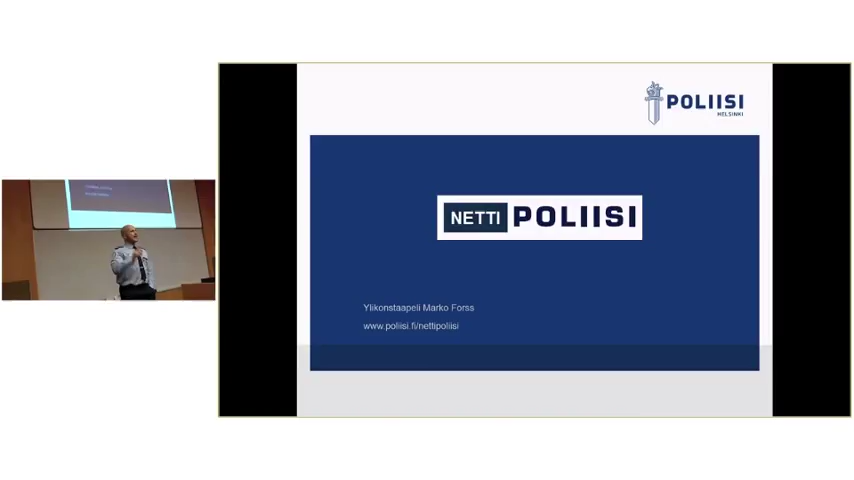 POLIISI
HELSINKI
NETTI POLIISI
Ylikonstaapeli Marko Forss
www.poliisi.fi/nettipoliisi